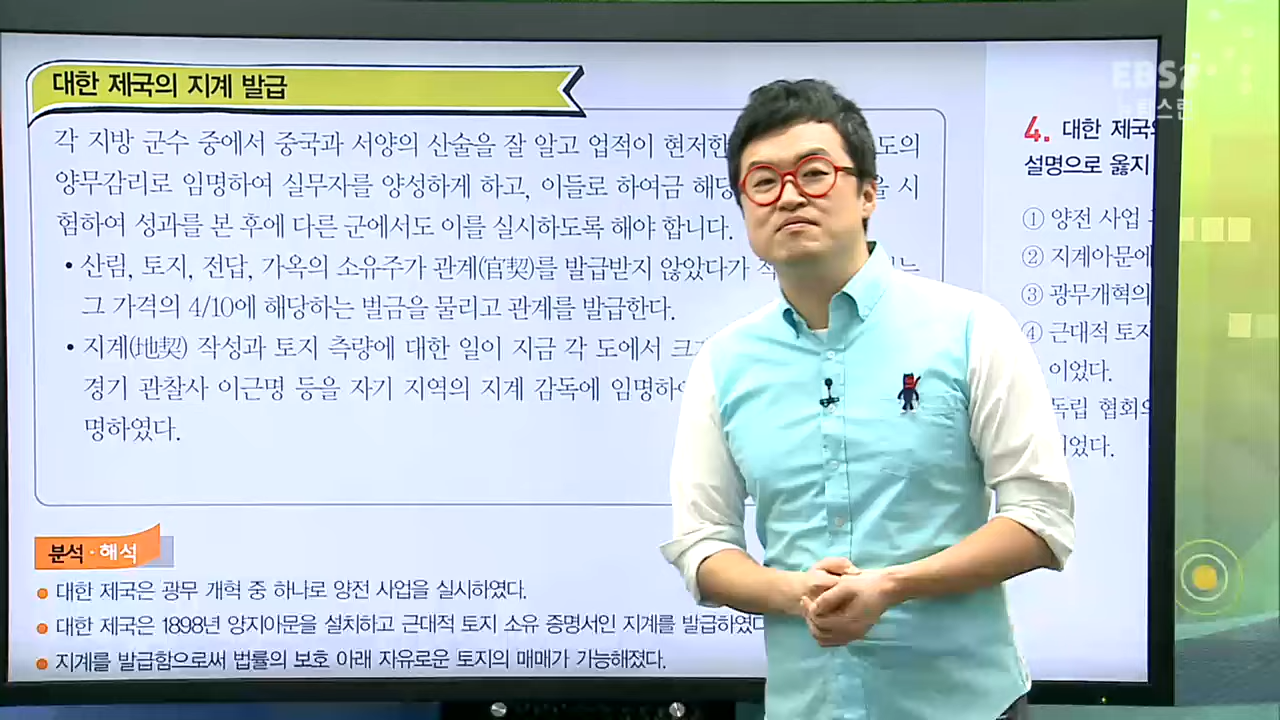 대한 제국의 지계 발급
각 지방 군수 중에서 중국과 서양의 산술을 잘 알고 업적이 현저한 도의
양무감리로 임명하여 실무자를 양성하게 하고, 이들로 하여금 해당 을 시
험하여 성과를 본 후에 다른 군에서도 이를 실시하도록 해야 합니다.
• 산림, 토지, 전답, 가옥의 소유주가 관계(官契)를 발급받지 않았다가
그 가격의 4/10에 해당하는 벌금을 물리고 관계를 발급한다.
• 지계(地契) 작성과 토지 측량에 대한 일이 지금 각 도에서
경기 관찰사 이근명 등을 자기 지역의 지계 감독에 임명하
명하였다.
분석·해석
대한 제국은 광무 개혁 중 하나로 양전 사업을 실시하였다.
대한 제국은 1898년 양지아문을 설치하고 근대적 토지 소유 증명서인 지계를 발급하였다
지계를 발급함으로써 법률의 보호 아래 자유로운 토지의 매매가 가능해졌다.
4. 대한 제국
설명으로 옳지
① 양전 사업
② 지계아문에
③ 광무개혁의
④ 근대적 토지
이었다.
독립 협회
이었다.
EBS2